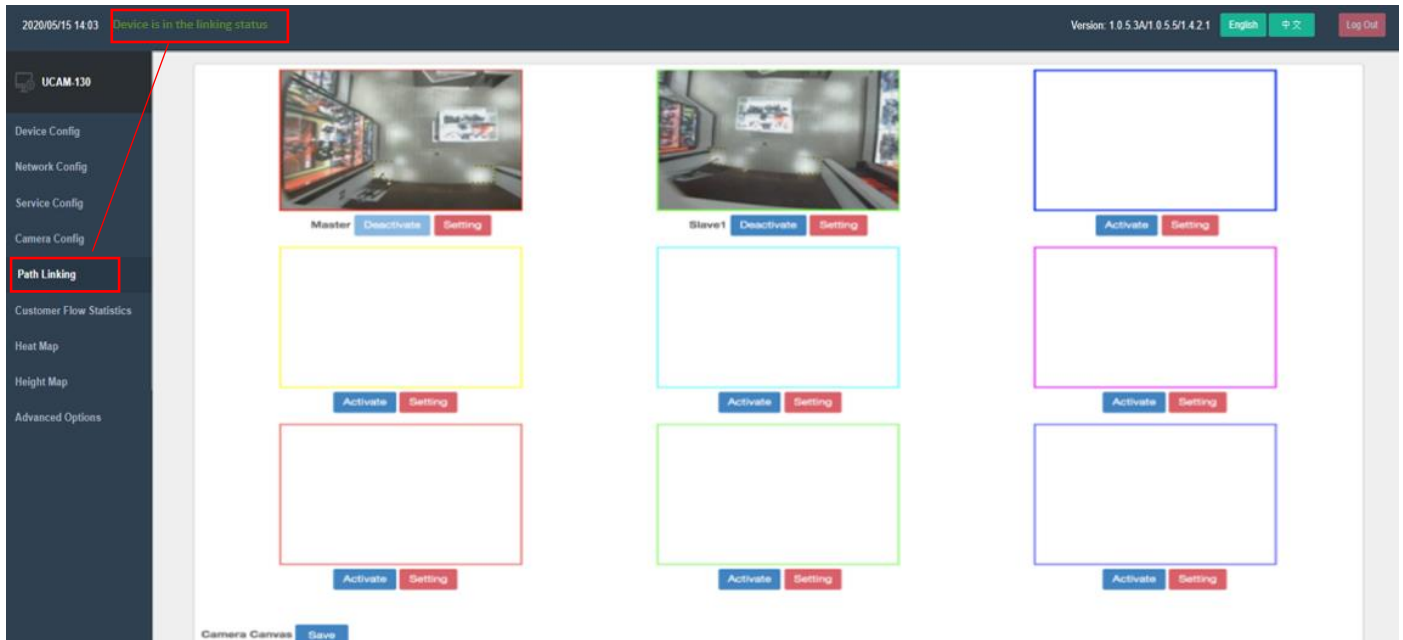 2020/05/15 14:03 Device is in the linking status Version: 1.0.5.3A/1.0.5.5/1.4.2.1 English 中文 Log Out
UCAM-130
Device Config
Network Config
Service Config
Camera Config
Path Linking
Customer Flow Statistics
Heat Map
Height Map
Advanced Options
Master Deactivate Setting Slave1 Deactivate Setting Activate Setting
Activate Setting Activate Setting Activate Setting
Activate Setting Activate Setting Activate Setting
Camera Canvas Save